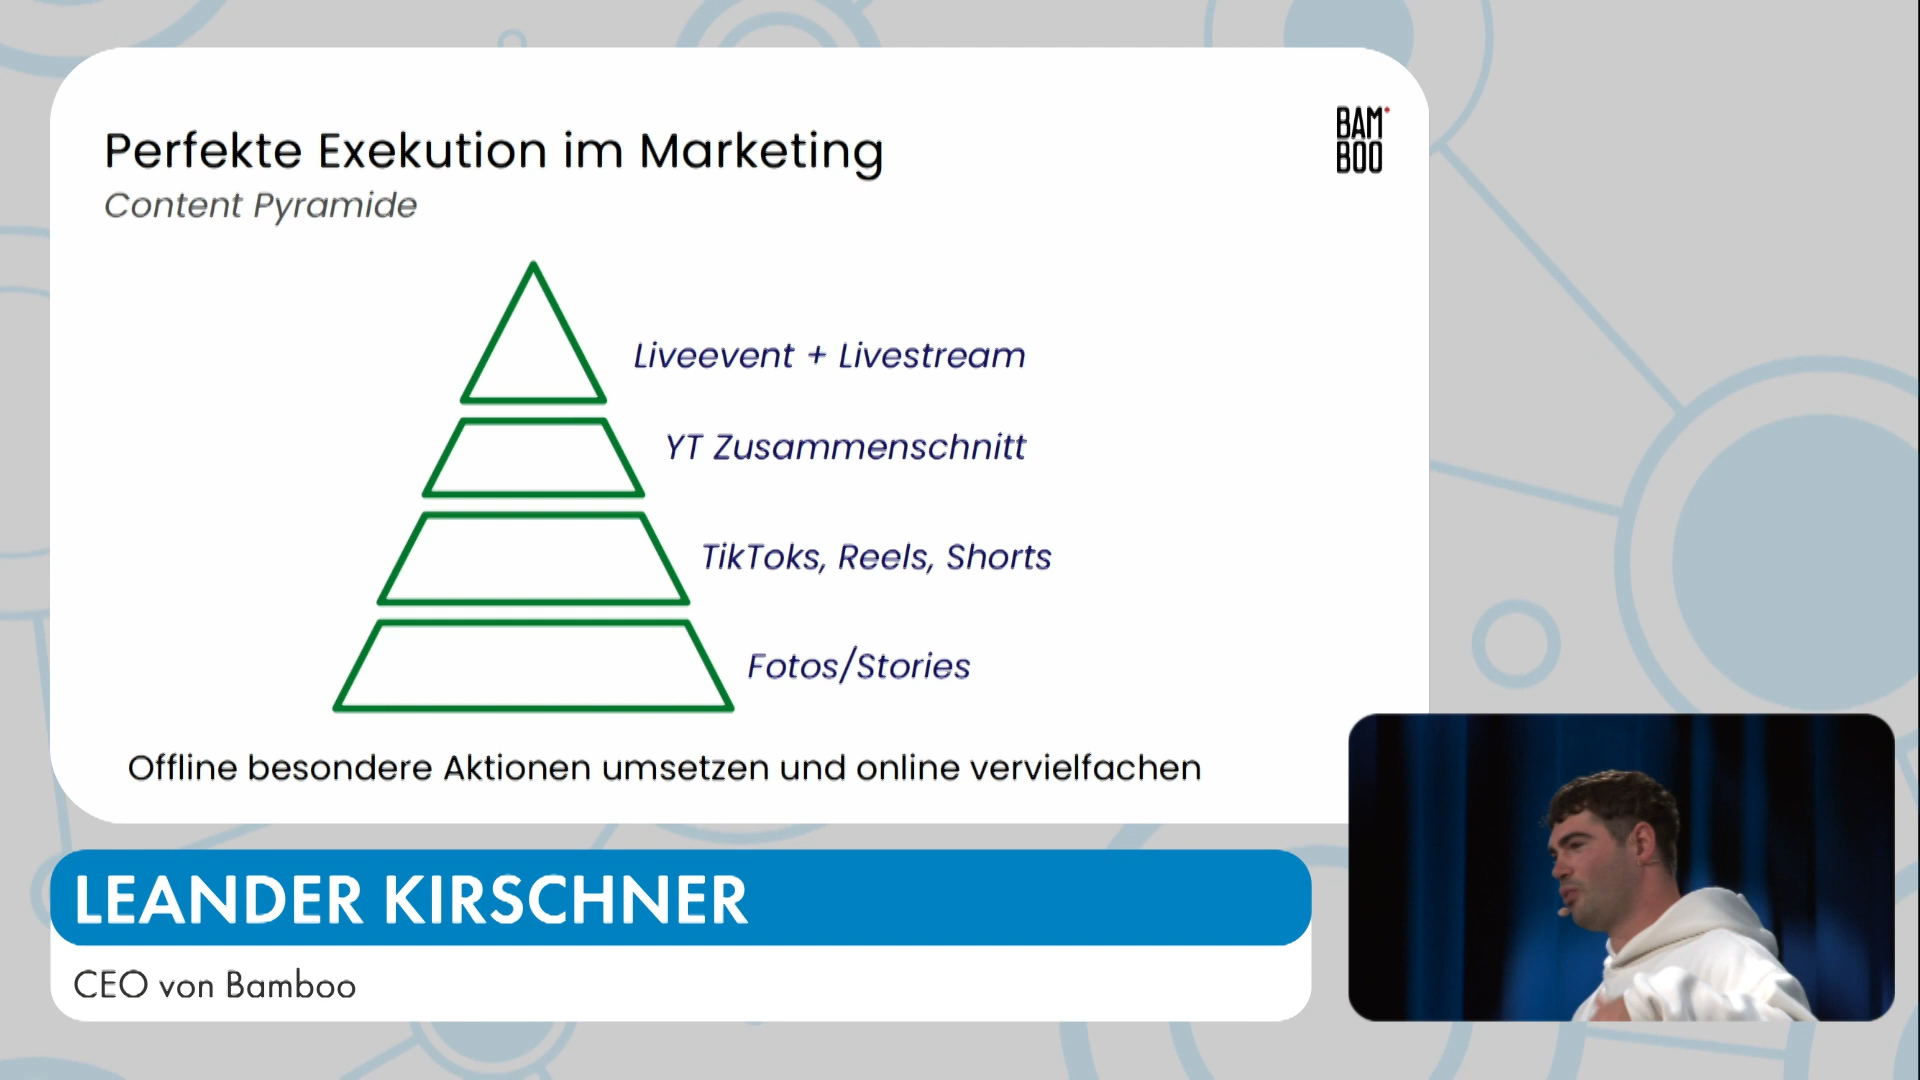 Perfekte Exekution im Marketing
Content Pyramide
BAM
BOO
Liveevent + Livestream
YT Zusammenschnitt
TikToks, Reels, Shorts
Fotos/Stories
Offline besondere Aktionen umsetzen und online vervielfachen
LEANDER KIRSCHNER
CEO von Bamboo